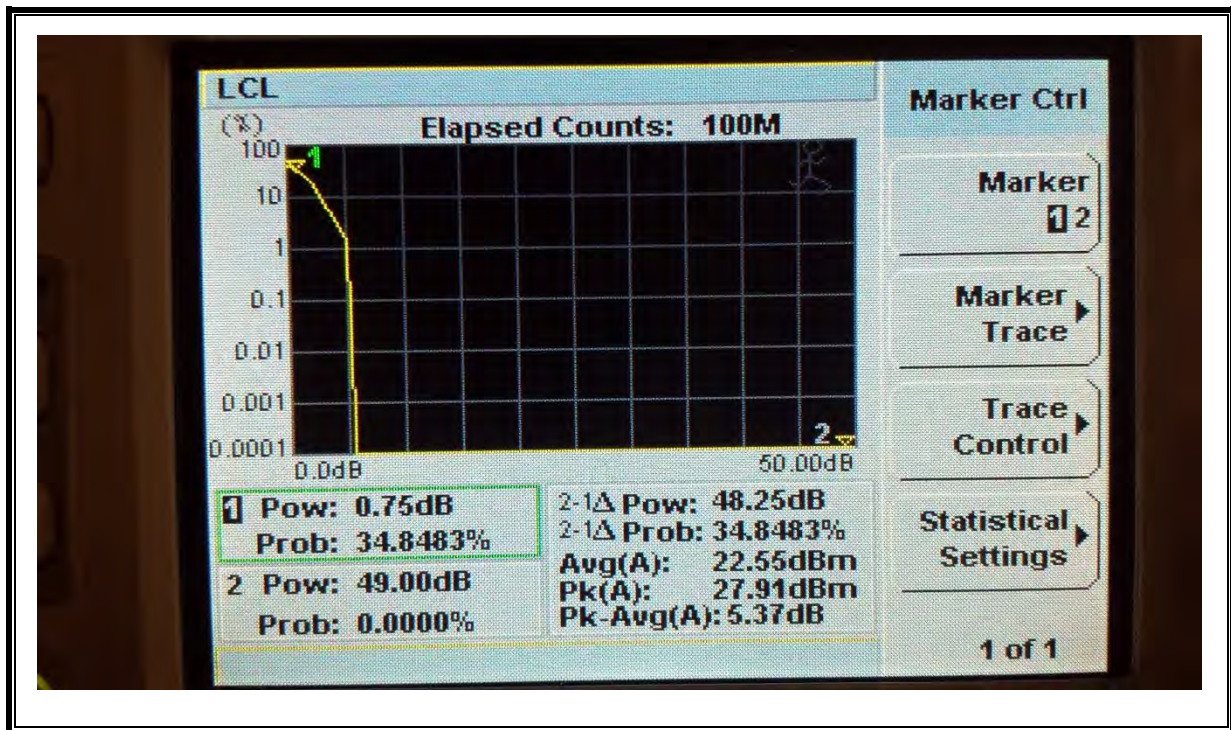 LCL
(%)
Elapsed Counts: 100M
100
1
10
1
0.1
0.01
0.001
0.0001
2
0.0dB
50.00dB
1 Pow: 0.75dB
Prob: 34.8483%
2 Pow: 49.00dB
Prob: 0.0000%
2-1Δ Pow: 48.25dB
2-1Δ Prob: 34.8483%
Avg(A): 22.55dBm
Pk(A): 27.91dBm
Pk-Avg(A): 5.37dB
Marker Ctrl
Marker
1 2
Marker
Trace
Trace
Control
Statistical
Settings
1 of 1